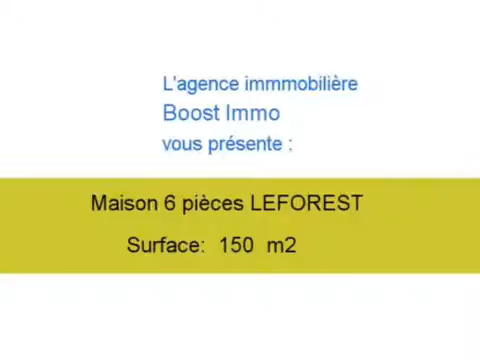 L'agence immmobilière
Boost Immo
vous présente :
Maison 6 pièces LEFOREST
Surface: 150 m2